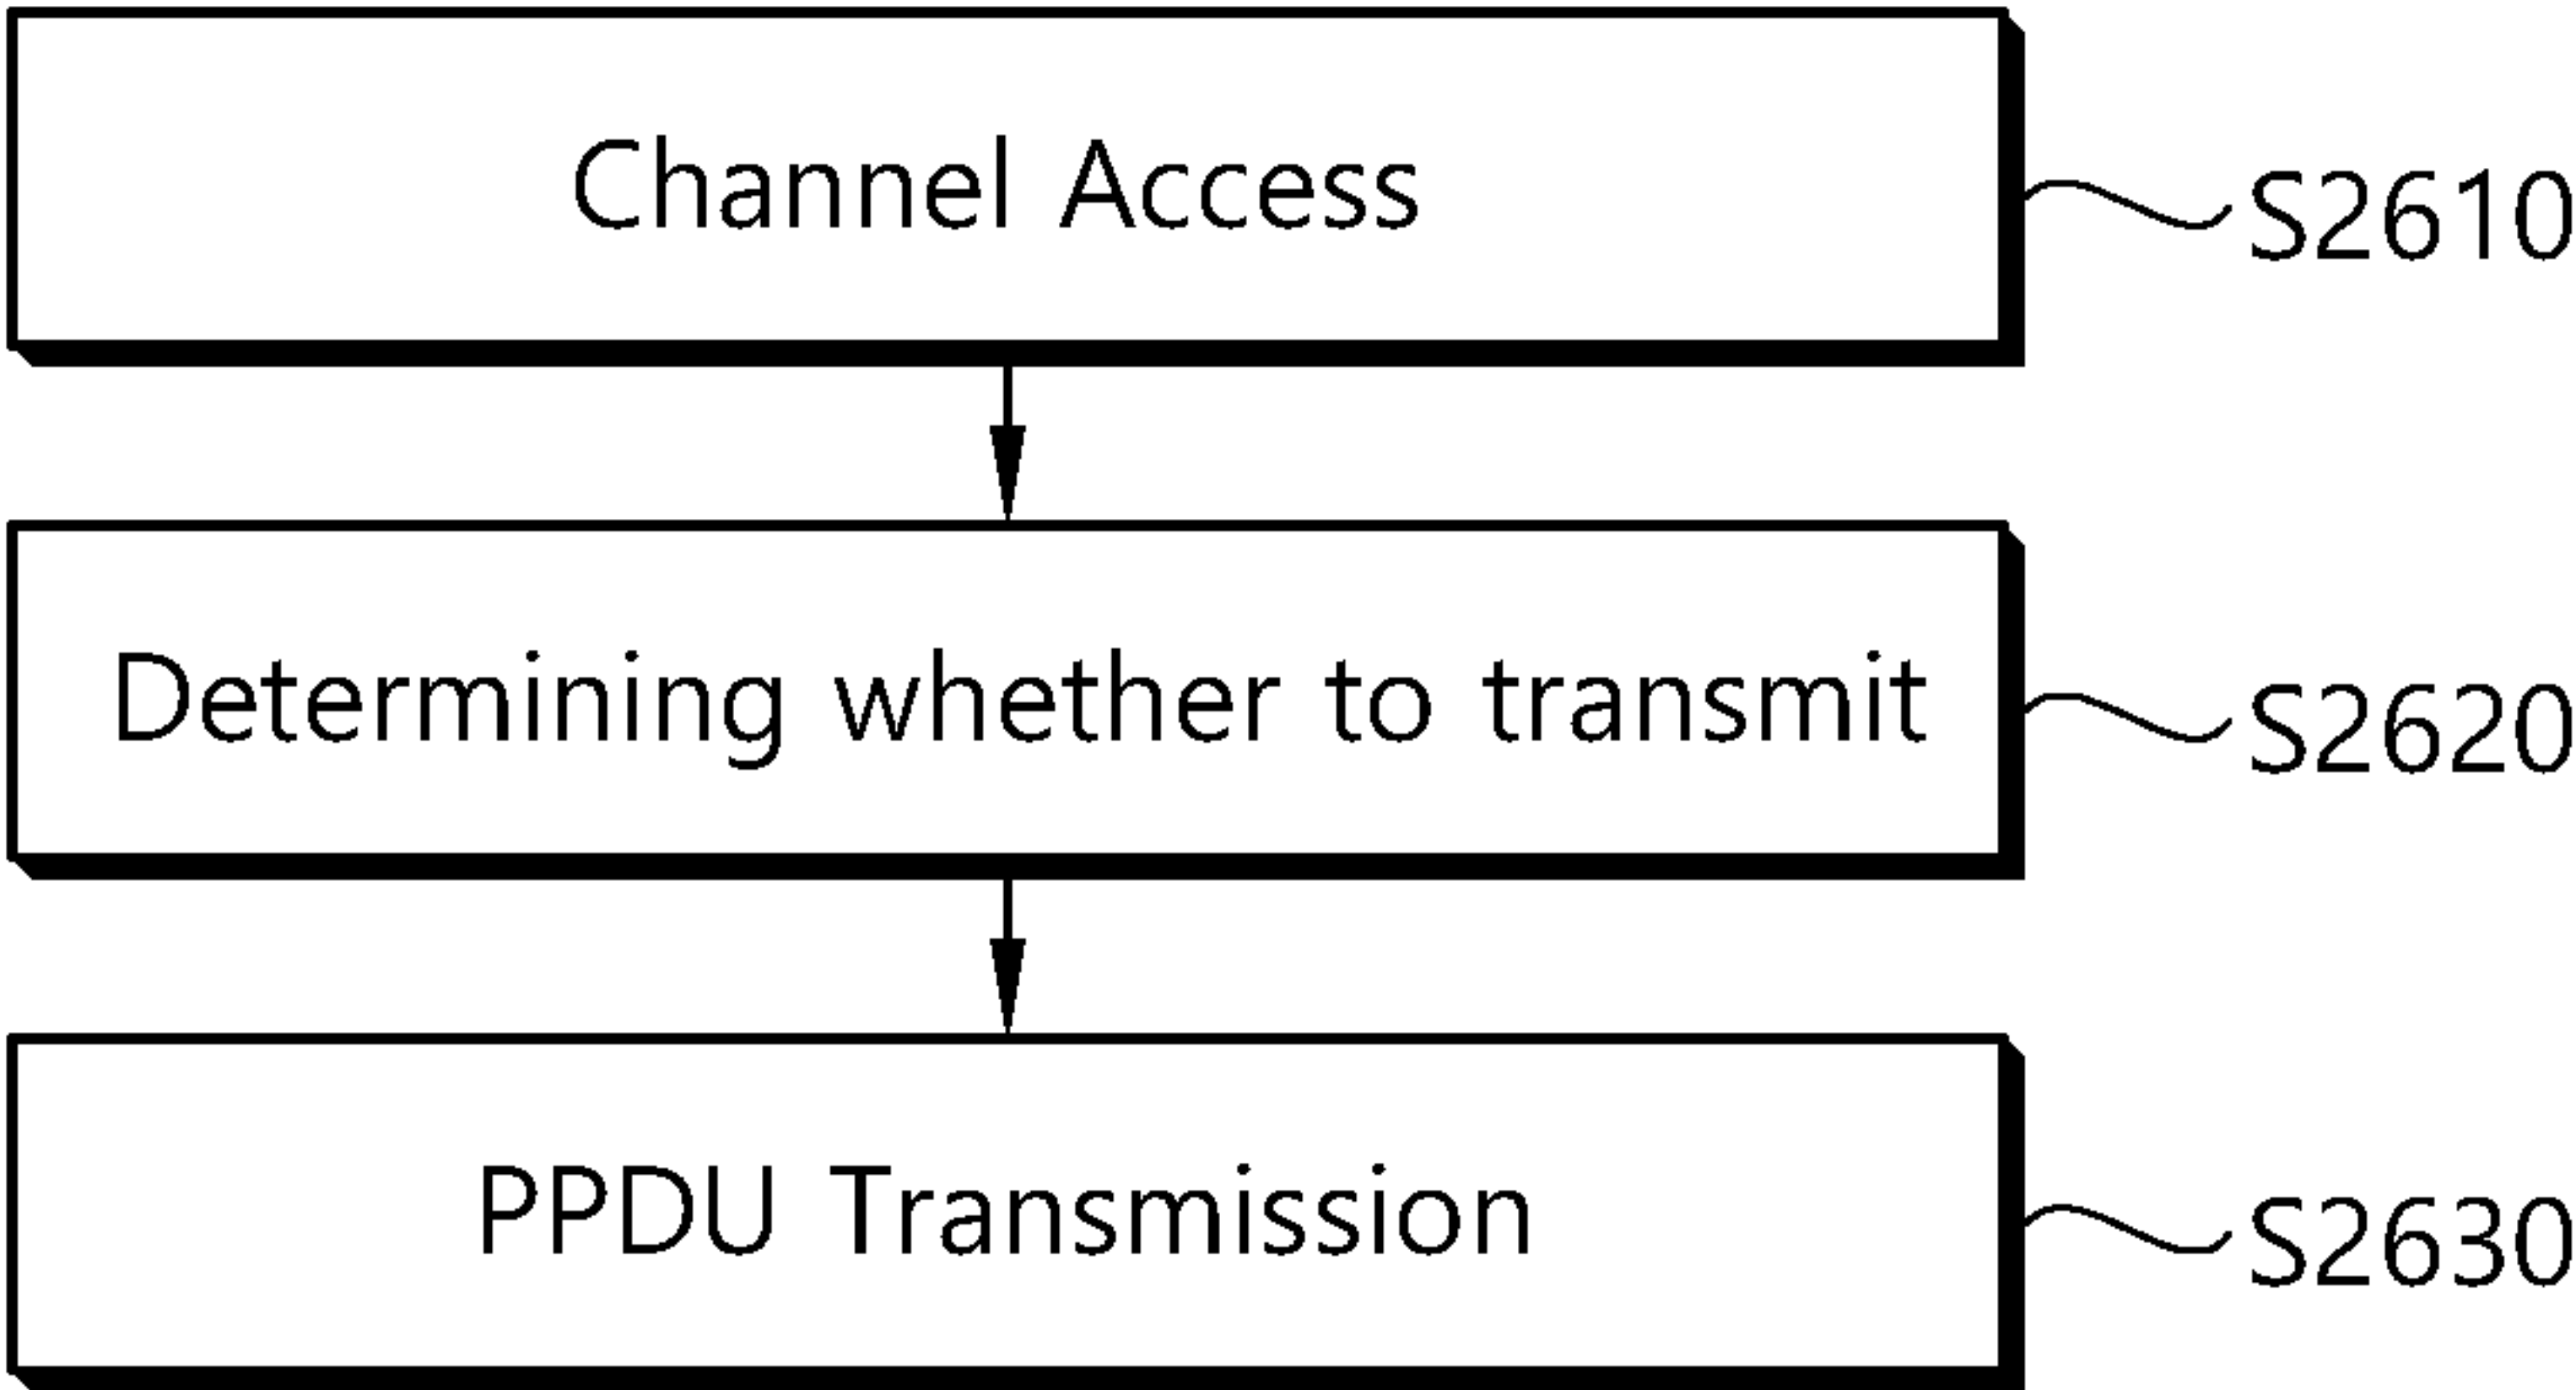 Channel Access
S2610
Determining whether to transmit
S2620
PPDU Transmission
S2630